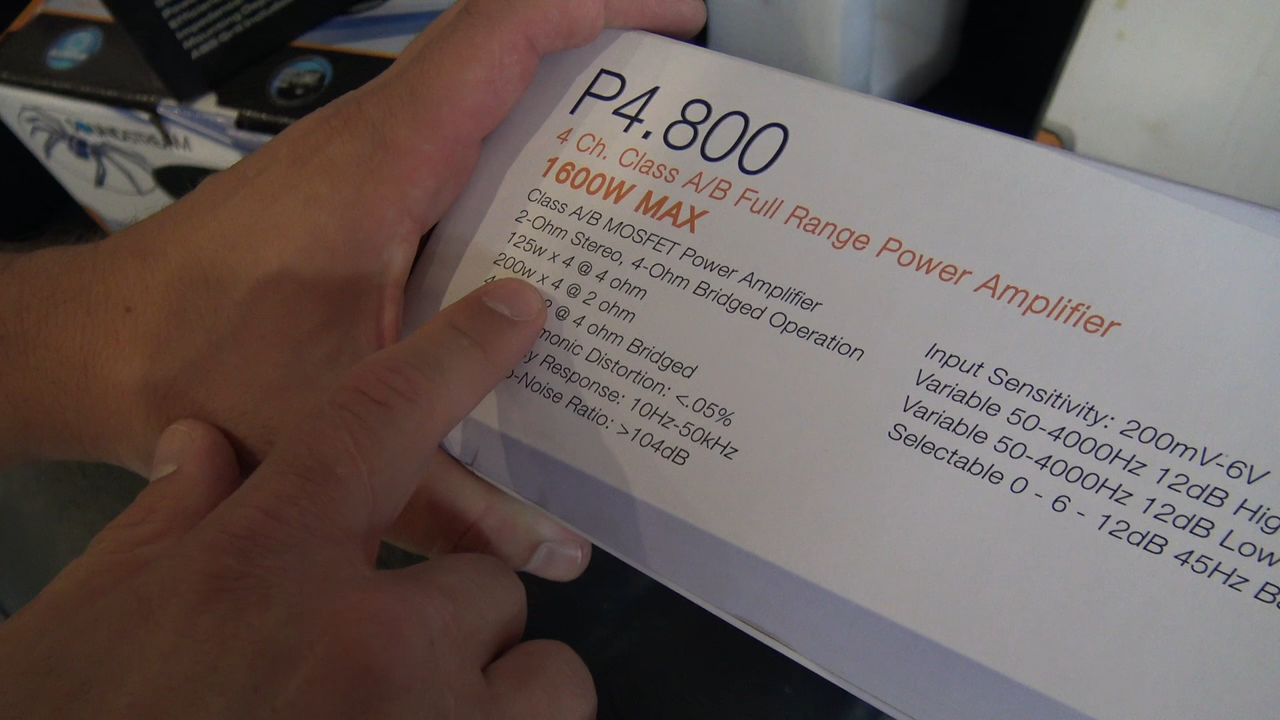 P4.800
4 Ch. Class A/B Full Range Power Amplifier
1600W MAX
Class A/B MOSFET Power Amplifier
2-Ohm Stereo, 4-Ohm Bridged Operation
125w x 4 @ 4 ohm
200w x 4 @ 2 ohm
@ 4 ohm Bridged
Distortion: <.05%
Response: 10Hz-50kHz
Ratio: >104dB
Input Sensitivity: 200mV-6V
Variable 50-4000Hz 12dB
Variable 50-4000Hz 12dB Low
Selectable 0 - 6 - 12dB 45Hz